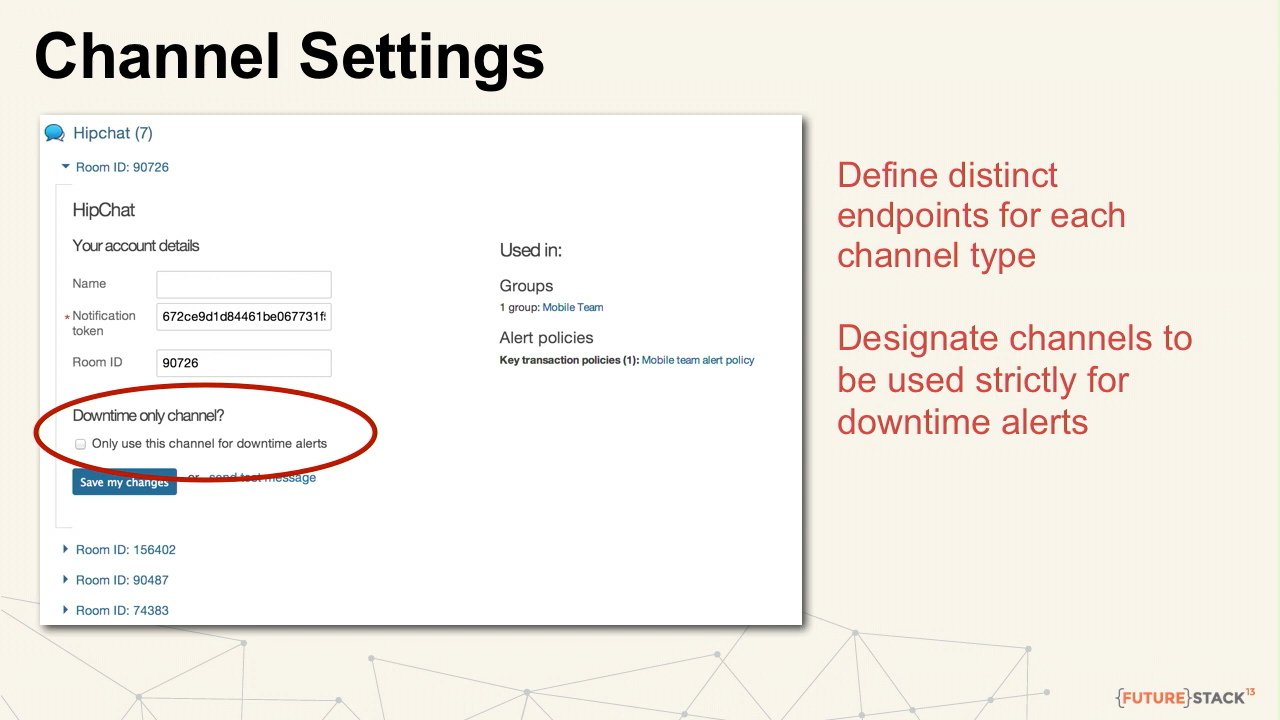 Channel Settings
Hipchat (7)
Room ID: 90726
HipChat
Your account details
Name
* Notification
token
672ce9d1d84461be067731f
Room ID
90726
Downtime only channel?
Only use this channel for downtime alerts
Save my changes or send test message
Used in:
Groups
1 group: Mobile Team
Alert policies
Key transaction policies (1): Mobile team alert policy
Room ID: 156402
Room ID: 90487
Room ID: 74383
Define distinct
endpoints for each
channel type
Designate channels to
be used strictly for
downtime alerts
{FUTURE}STACK13